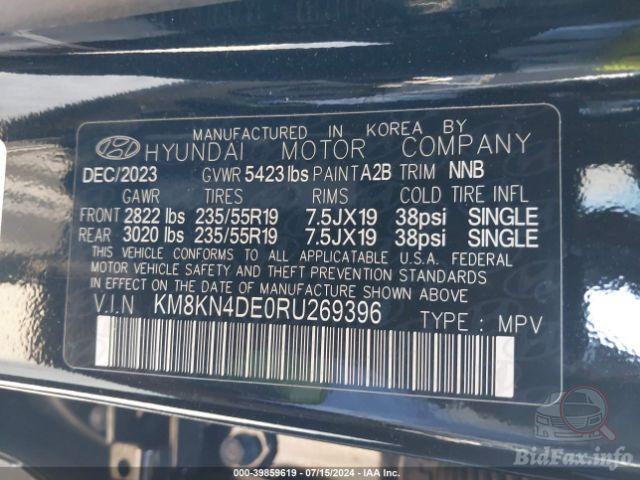 MANUFACTURED IN KOREA BY
HYUNDAI MOTOR COMPANY
DEC/2023 GVWR 5423 lbs PAINT A2B TRIM NNB
GAWR TIRES RIMS COLD TIRE INFL
FRONT 2822 lbs 235/55R19 7.5JX19 38psi SINGLE
REAR 3020 lbs 235/55R19 7.5JX19 38psi SINGLE
THIS VEHICLE CONFORMS TO ALL APPLICABLE U.S.A. FEDERAL
MOTOR VEHICLE SAFETY AND THEFT PREVENTION STANDARDS
IN EFFECT ON THE DATE OF MANUFACTURE SHOWN ABOVE.
V.I.N KM8KN4DE0RU269396 TYPE : MPV
BidFax.info
000-39859619 - 07/15/2024 - IAA Inc.